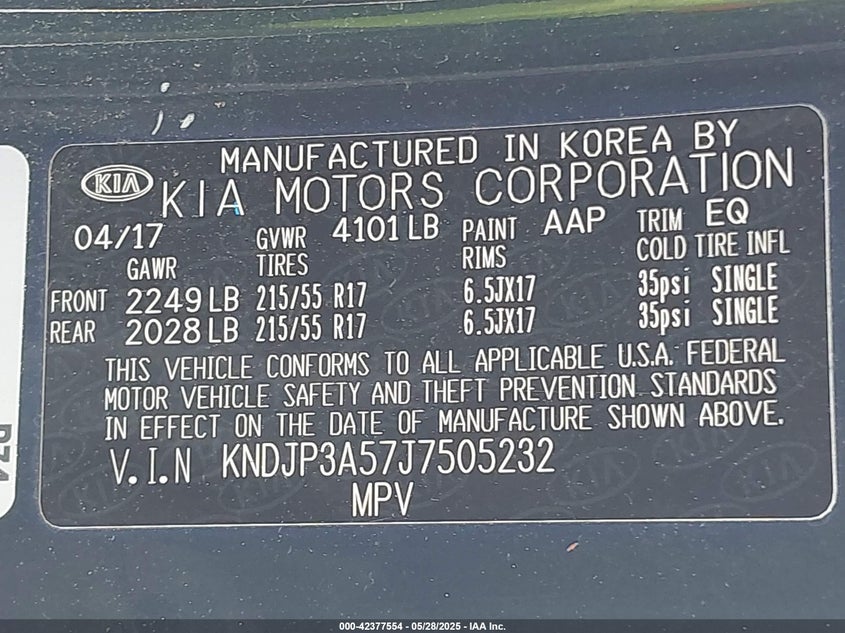 MANUFACTURED IN KOREA BY
KIA KIA MOTORS CORPORATION
04/17 GVWR 4101 LB PAINT AAP TRIM EQ
GAWR TIRES RIMS COLD TIRE INFL
FRONT 2249 LB 215/55 R17 6.5JX17 35psi SINGLE
REAR 2028 LB 215/55 R17 6.5JX17 35psi SINGLE
THIS VEHICLE CONFORMS TO ALL APPLICABLE U.S.A. FEDERAL
MOTOR VEHICLE SAFETY AND THEFT PREVENTION STANDARDS
IN EFFECT ON THE DATE OF MANUFACTURE SHOWN ABOVE.
V.I.N KNDJP3A57J7505232
MPV
000-42377554 - 05/28/2025 - IAA Inc.